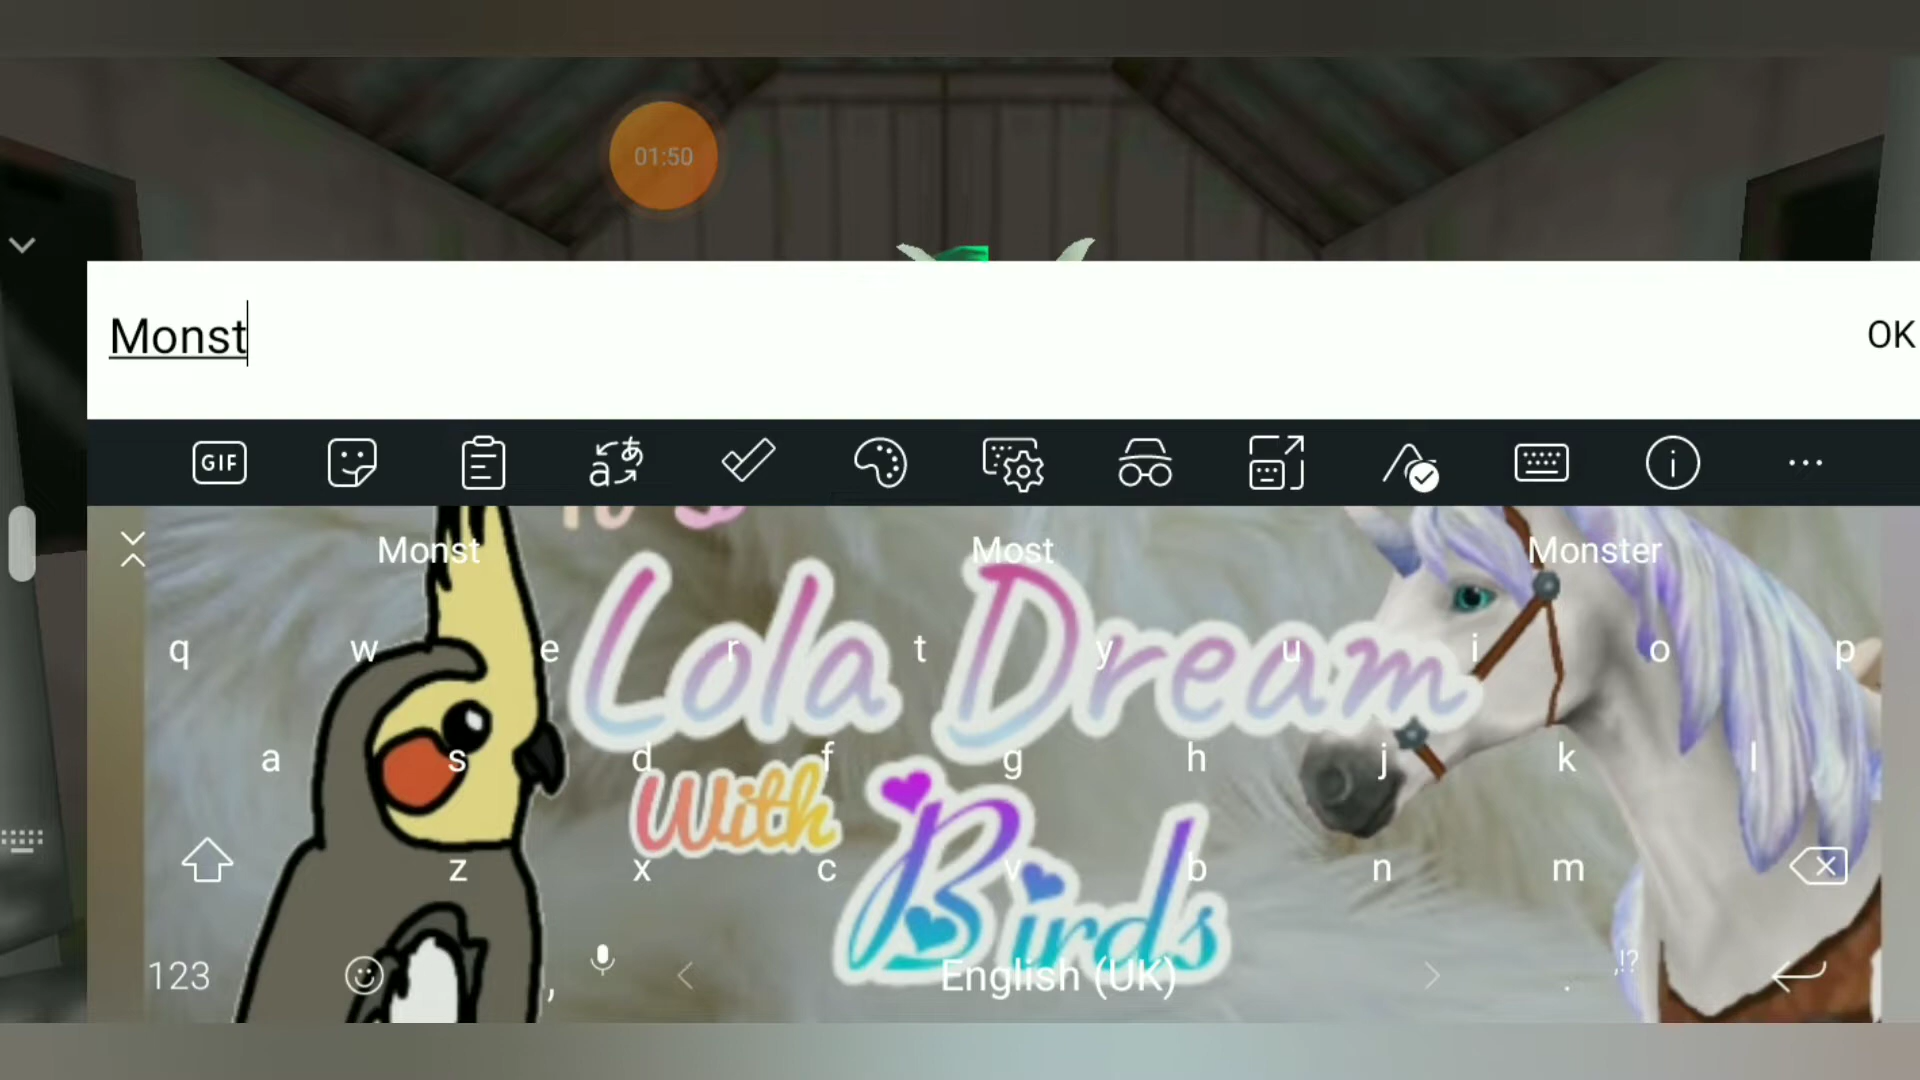 01:50
Monst
OK
GIF
Monst Most Monster
q w e r t y u i o p
Lola Dream
a s d f g h j k l
With
Birds
z x c v b n m
123 , English (UK) . ,!?